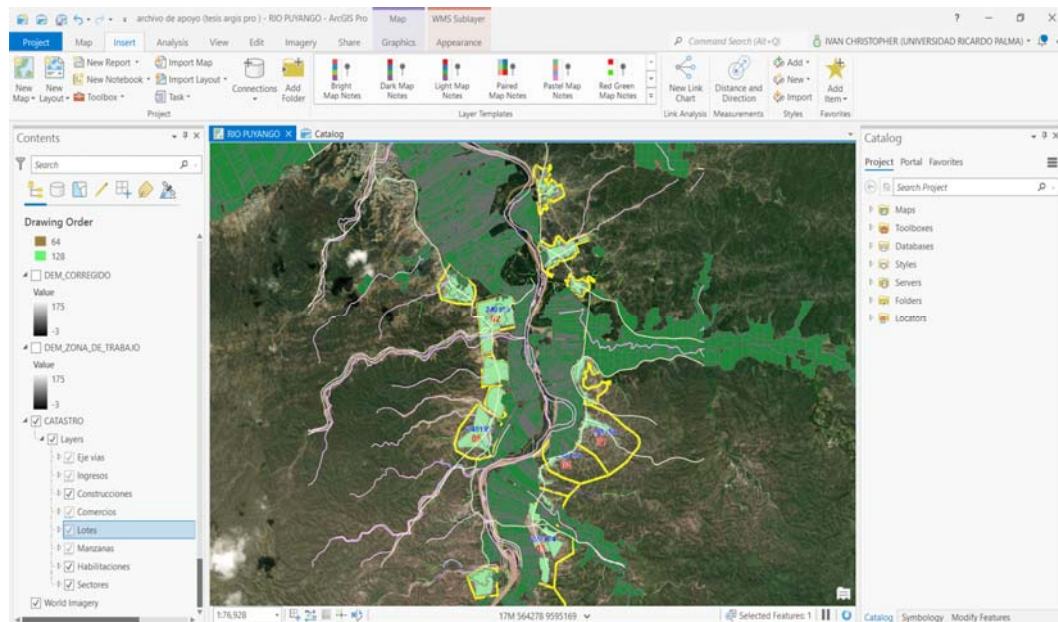 archivo de apoyo (tesis argis pro ) - RIO PUYANGO - ArcGIS Pro
Map
WMS Sublayer
Project Map Insert Analysis View Edit Imagery Share Graphics Appearance
Command Search (Alt+Q)
IVAN CHRISTOPHER (UNIVERSIDAD RICARDO PALMA)
New Map
New Layout
New Report
New Notebook
Toolbox
Import Map
Import Layout
Task
Connections
Add Folder
Bright Map Notes
Dark Map Notes
Light Map Notes
Paired Map Notes
Pastel Map Notes
Red Green Map Notes
New Link Chart
Distance and Direction
Add
New
Import
Add Item
Project
Layer Templates
Link Analysis
Measurements
Styles
Favorites
Contents
Search
Drawing Order
64
128
DEM_CORREGIDO
Value
175
-3
DEM_ZONA_DE_TRABAJO
Value
175
-3
CATASTRO
Layers
Eje vias
Ingresos
Construcciones
Comercios
Lotes
Manzanas
Habilitaciones
Sectores
World Imagery
RIO PUYANGO
Catalog
1:76,928
17M 564278 9595169
Selected Features: 1
Catalog
Project Portal Favorites
Search Project
Maps
Toolboxes
Databases
Styles
Servers
Folders
Locators
Catalog Symbology Modify Features